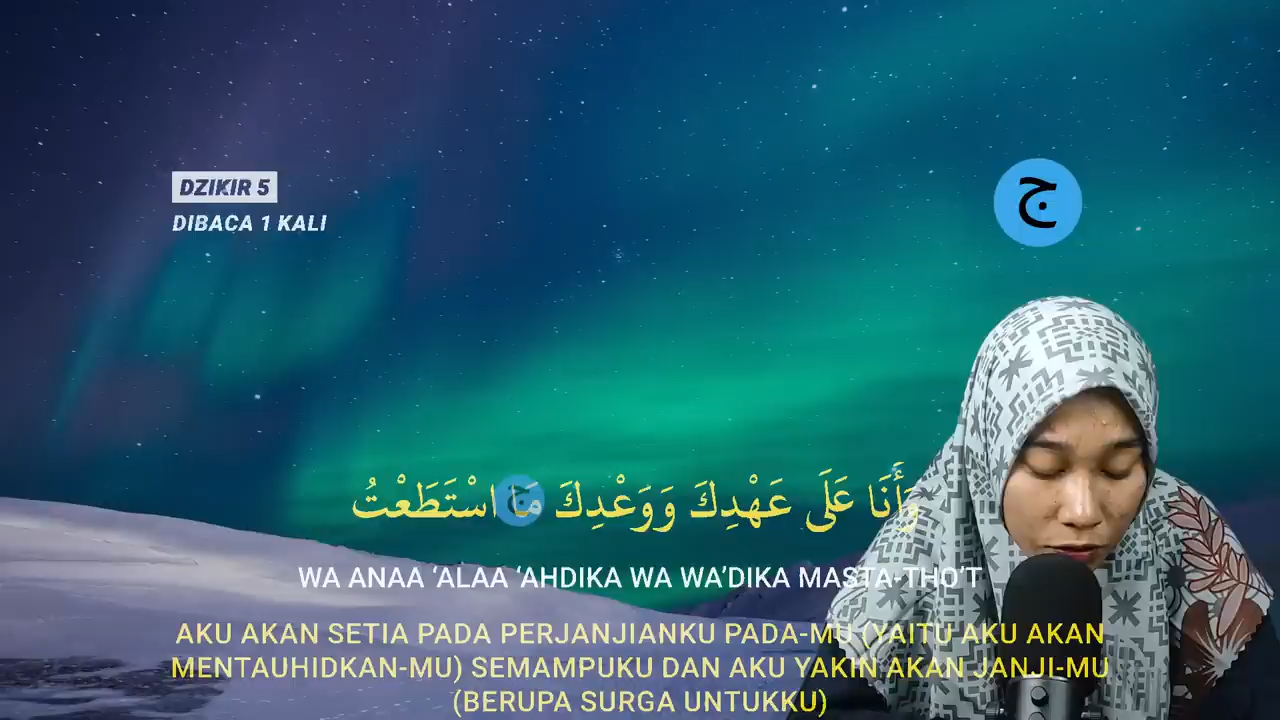 DZIKIR 5
DIBACA 1 KALI
ج
وَأَنَا عَلَى عَهْدِكَ وَوَعْدِكَ مَا اسْتَطَعْتُ
ج
WA ANAA ‘ALAA ‘AHDIKA WA WA’DIKA MASTA-THO’T
AKU AKAN SETIA PADA PERJANJIANKU PADA-MU (YAITU AKU AKAN
MENTAUHIDKAN-MU) SEMAMPUKU DAN AKU YAKIN AKAN JANJI-MU
(BERUPA SURGA UNTUKKU)